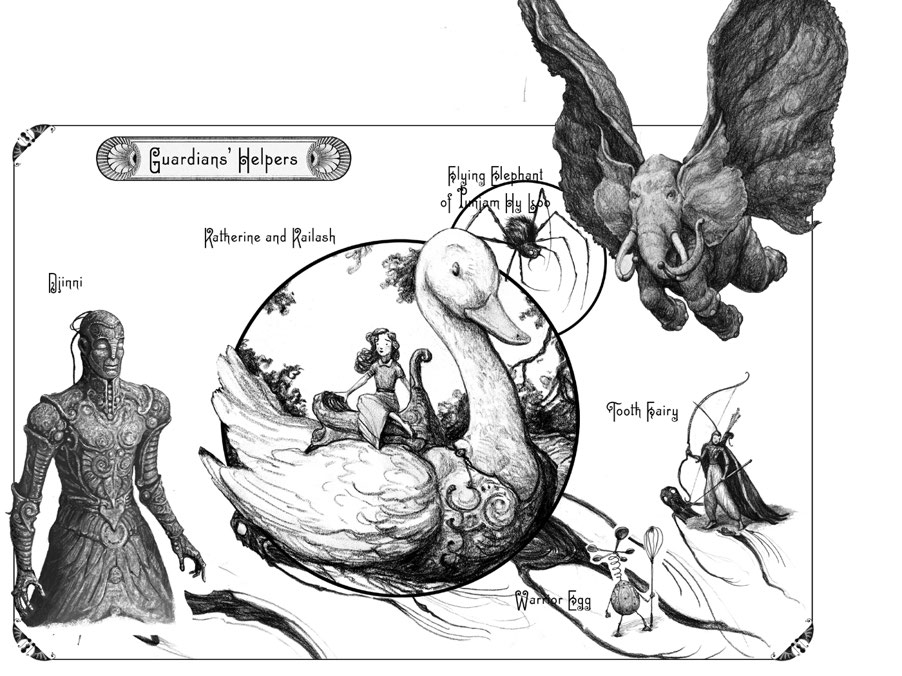 Guardians' Helpers
Flying Elephant
of Punjam Hy Loo
Katherine and Kailash
Djinni
Tooth Fairy
Warrior Egg